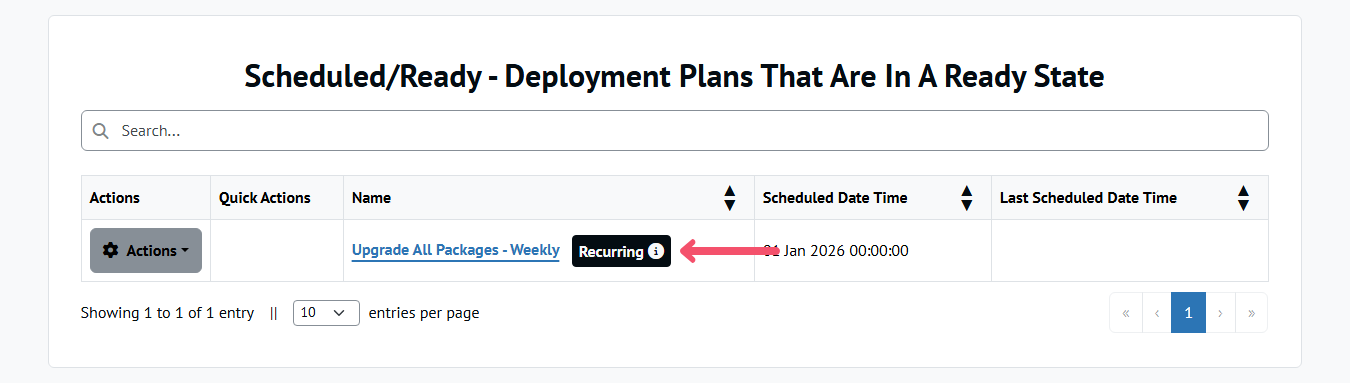 Scheduled/Ready - Deployment Plans That Are In A Ready State
Search...
Actions Quick Actions Name Scheduled Date Time Last Scheduled Date Time
Actions Upgrade All Packages - Weekly Recurring 01 Jan 2026 00:00:00
Showing 1 to 1 of 1 entry || 10 entries per page « ‹ 1 › »